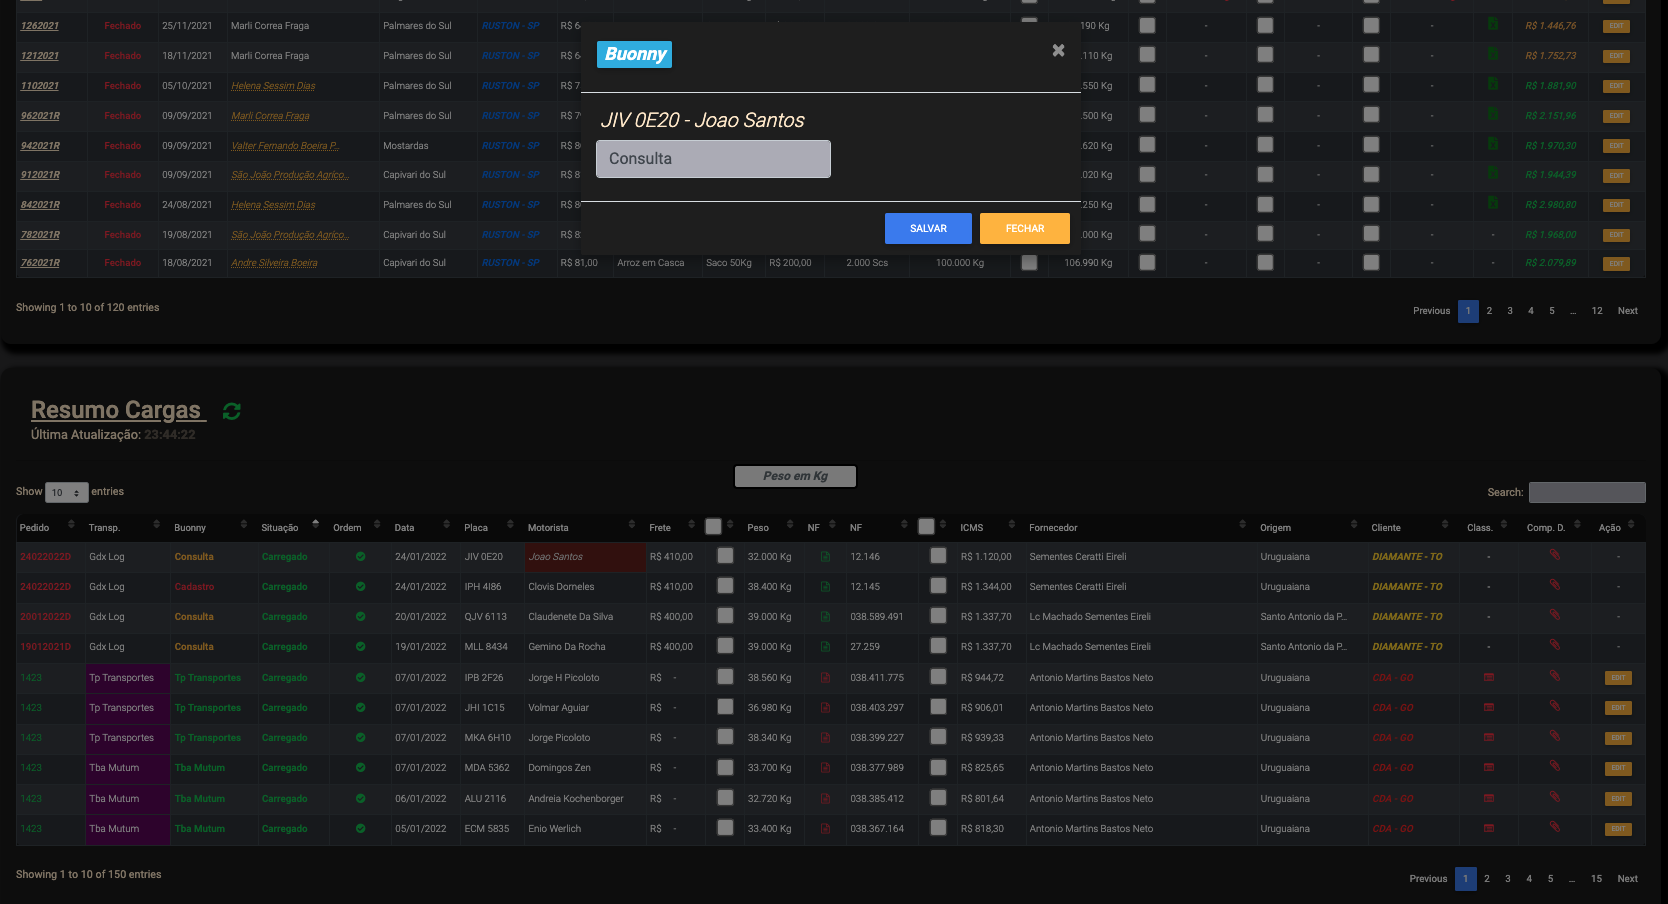 1262021 Fechado 25/11/2021 Marli Correa Fraga Palmares do Sul RUSTON - SP R$ 6 190 Kg - - - R$ 1.446,76 EDIT
1212021 Fechado 18/11/2021 Marli Correa Fraga Palmares do Sul RUSTON - SP R$ 6 .110 Kg - - - R$ 1.752,73 EDIT
1102021 Fechado 05/10/2021 Helena Sessim Dias Palmares do Sul RUSTON - SP R$ 7 .550 Kg - - - R$ 1.881,90 EDIT
962021R Fechado 09/09/2021 Marli Correa Fraga Palmares do Sul RUSTON - SP R$ 7 .500 Kg - - - R$ 2.151,96 EDIT
942021R Fechado 09/09/2021 Valter Fernando Boeira P.. Mostardas RUSTON - SP R$ 8 .620 Kg - - - R$ 1.970,30 EDIT
912021R Fechado 09/09/2021 São João Produção Agríco.. Capivari do Sul RUSTON - SP R$ 8 .020 Kg - - - R$ 1.944,39 EDIT
842021R Fechado 24/08/2021 Helena Sessim Dias Palmares do Sul RUSTON - SP R$ 8 .250 Kg - - - R$ 2.980,80 EDIT
782021R Fechado 19/08/2021 São João Produção Agríco.. Capivari do Sul RUSTON - SP R$ 8 .000 Kg - - - - R$ 1.968,00 EDIT
762021R Fechado 18/08/2021 Andre Silveira Boeira Capivari do Sul RUSTON - SP R$ 81,00 Arroz em Casca Saco 50Kg R$ 200,00 2.000 Scs 100.000 Kg 106.990 Kg - - - - R$ 2.079,89 EDIT
Buonny ×
JIV 0E20 - Joao Santos
Consulta
SALVAR FECHAR
Showing 1 to 10 of 120 entries
Previous 1 2 3 4 5 … 12 Next
Resumo Cargas
Última Atualização: 23:44:22
Peso em Kg
Show 10 entries
Search:
Pedido Transp. Buonny Situação Ordem Data Placa Motorista Frete Peso NF NF ICMS Fornecedor Origem Cliente Class. Comp. D. Ação
24022022D Gdx Log Consulta Carregado 24/01/2022 JIV 0E20 Joao Santos R$ 410,00 32.000 Kg 12.146 R$ 1.120,00 Sementes Ceratti Eireli Uruguaiana DIAMANTE - TO - -
24022022D Gdx Log Cadastro Carregado 24/01/2022 IPH 4I86 Clovis Dorneles R$ 410,00 38.400 Kg 12.145 R$ 1.344,00 Sementes Ceratti Eireli Uruguaiana DIAMANTE - TO - -
20012022D Gdx Log Consulta Carregado 20/01/2022 QJV 6113 Claudenete Da Silva R$ 400,00 39.000 Kg 038.589.491 R$ 1.337,70 Lc Machado Sementes Eireli Santo Antonio da P.. DIAMANTE - TO - -
19012021D Gdx Log Consulta Carregado 19/01/2022 MLL 8434 Gemino Da Rocha R$ 400,00 39.000 Kg 27.259 R$ 1.337,70 Lc Machado Sementes Eireli Santo Antonio da P.. DIAMANTE - TO - -
1423 Tp Transportes Tp Transportes Carregado 07/01/2022 IPB 2F26 Jorge H Picoloto R$ - 38.560 Kg 038.411.775 R$ 944,72 Antonio Martins Bastos Neto Uruguaiana CDA - GO EDIT
1423 Tp Transportes Tp Transportes Carregado 07/01/2022 JHI 1C15 Volmar Aguiar R$ - 36.980 Kg 038.403.297 R$ 906,01 Antonio Martins Bastos Neto Uruguaiana CDA - GO EDIT
1423 Tp Transportes Tp Transportes Carregado 07/01/2022 MKA 6H10 Jorge Picoloto R$ - 38.340 Kg 038.399.227 R$ 939,33 Antonio Martins Bastos Neto Uruguaiana CDA - GO EDIT
1423 Tba Mutum Tba Mutum Carregado 07/01/2022 MDA 5362 Domingos Zen R$ - 33.700 Kg 038.377.989 R$ 825,65 Antonio Martins Bastos Neto Uruguaiana CDA - GO EDIT
1423 Tba Mutum Tba Mutum Carregado 06/01/2022 ALU 2116 Andreia Kochenborger R$ - 32.720 Kg 038.385.412 R$ 801,64 Antonio Martins Bastos Neto Uruguaiana CDA - GO EDIT
1423 Tba Mutum Tba Mutum Carregado 05/01/2022 ECM 5835 Enio Werlich R$ - 33.400 Kg 038.367.164 R$ 818,30 Antonio Martins Bastos Neto Uruguaiana CDA - GO EDIT
Showing 1 to 10 of 150 entries
Previous 1 2 3 4 5 … 15 Next